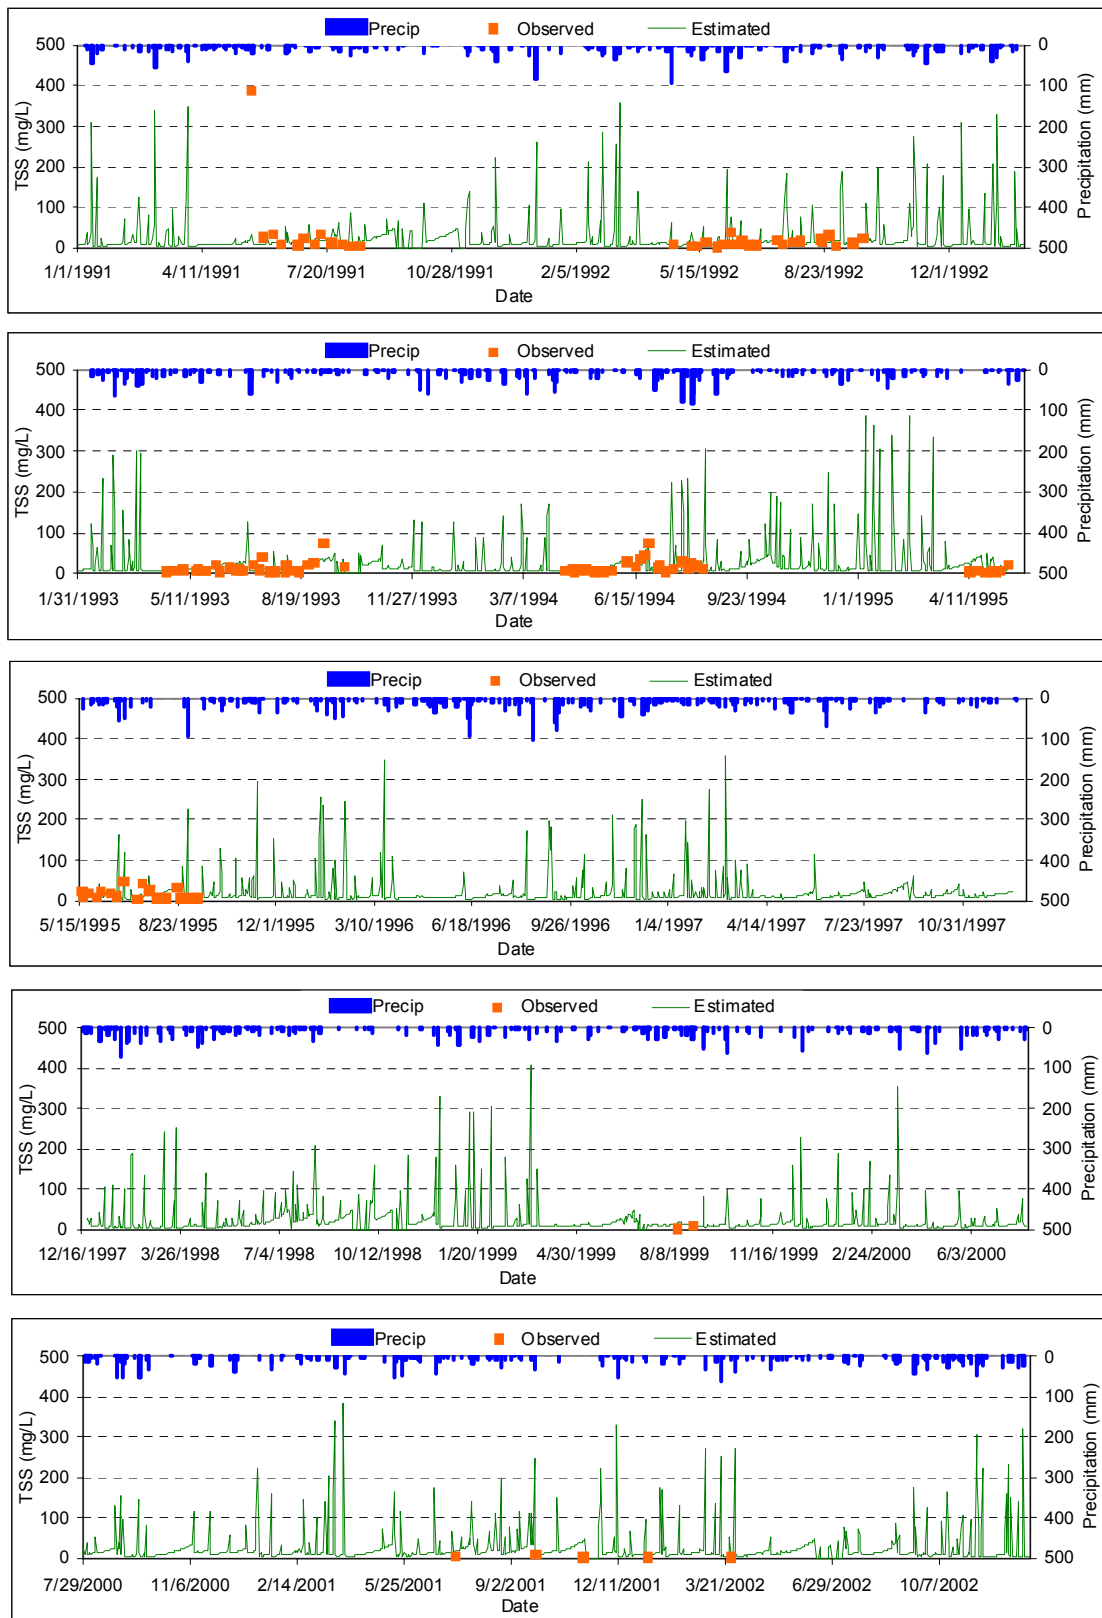 Precip Observed Estimated
500 0
400 100
300 200
200 300
100 400
0 500
TSS (mg/L)
Precipitation (mm)
1/1/1991 4/11/1991 7/20/1991 10/28/1991 2/5/1992 5/15/1992 8/23/1992 12/1/1992
Date
Precip Observed Estimated
500 0
400 100
300 200
200 300
100 400
0 500
TSS (mg/L)
Precipitation (mm)
1/31/1993 5/11/1993 8/19/1993 11/27/1993 3/7/1994 6/15/1994 9/23/1994 1/1/1995 4/11/1995
Date
Precip Observed Estimated
500 0
400 100
300 200
200 300
100 400
0 500
TSS (mg/L)
Precipitation (mm)
5/15/1995 8/23/1995 12/1/1995 3/10/1996 6/18/1996 9/26/1996 1/4/1997 4/14/1997 7/23/1997 10/31/1997
Date
Precip Observed Estimated
500 0
400 100
300 200
200 300
100 400
0 500
TSS (mg/L)
Precipitation (mm)
12/16/1997 3/26/1998 7/4/1998 10/12/1998 1/20/1999 4/30/1999 8/8/1999 11/16/1999 2/24/2000 6/3/2000
Date
Precip Observed Estimated
500 0
400 100
300 200
200 300
100 400
0 500
TSS (mg/L)
Precipitation (mm)
7/29/2000 11/6/2000 2/14/2001 5/25/2001 9/2/2001 12/11/2001 3/21/2002 6/29/2002 10/7/2002
Date